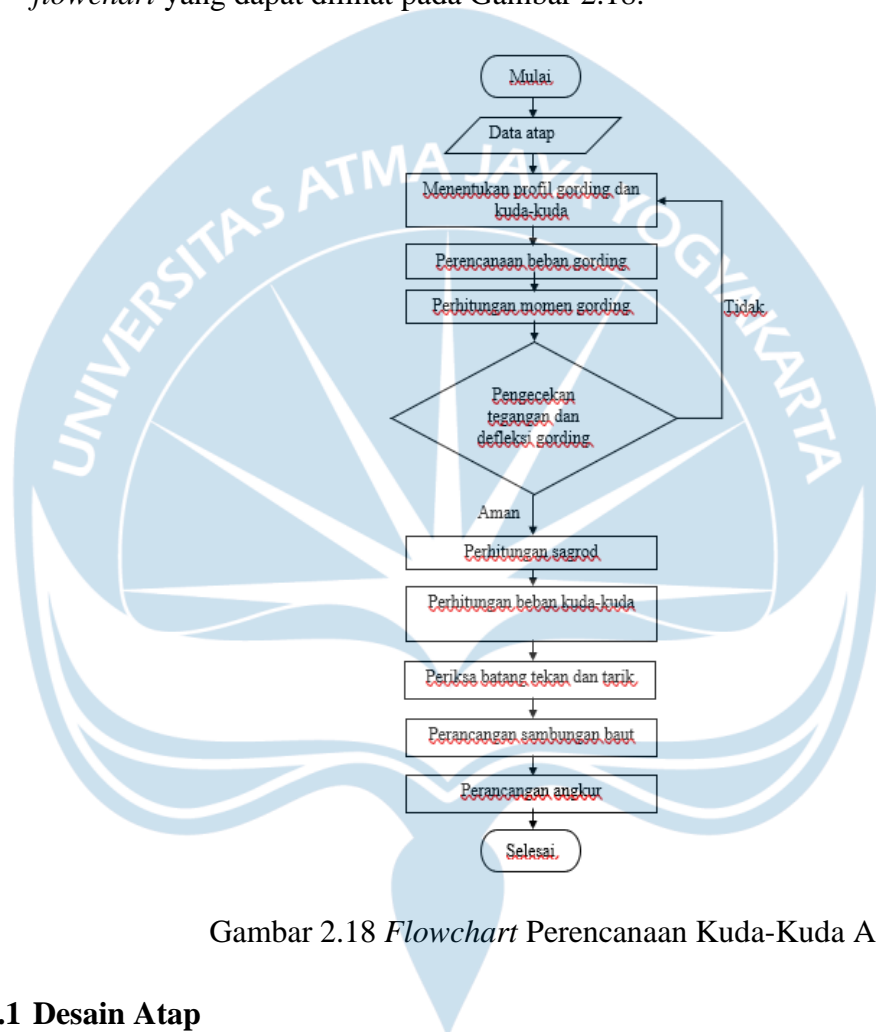 flowchart yang dapat dilihat pada Gambar 2.18.
Mulai
Data atap
UNIVERSITAS ATMA JAYA YOGYAKARTA
Menentukan profil gording dan
kuda-kuda
Perencanaan beban gording
Perhitungan momen gording
Tidak
Pengecekan
tegangan dan
defleksi gording
Aman
Perhitungan sagrod
Perhitungan beban kuda-kuda
Periksa batang tekan dan tarik
Perancangan sambungan baut
Perancangan angkur
Selesai
Gambar 2.18 Flowchart Perencanaan Kuda-Kuda A
.1 Desain Atap